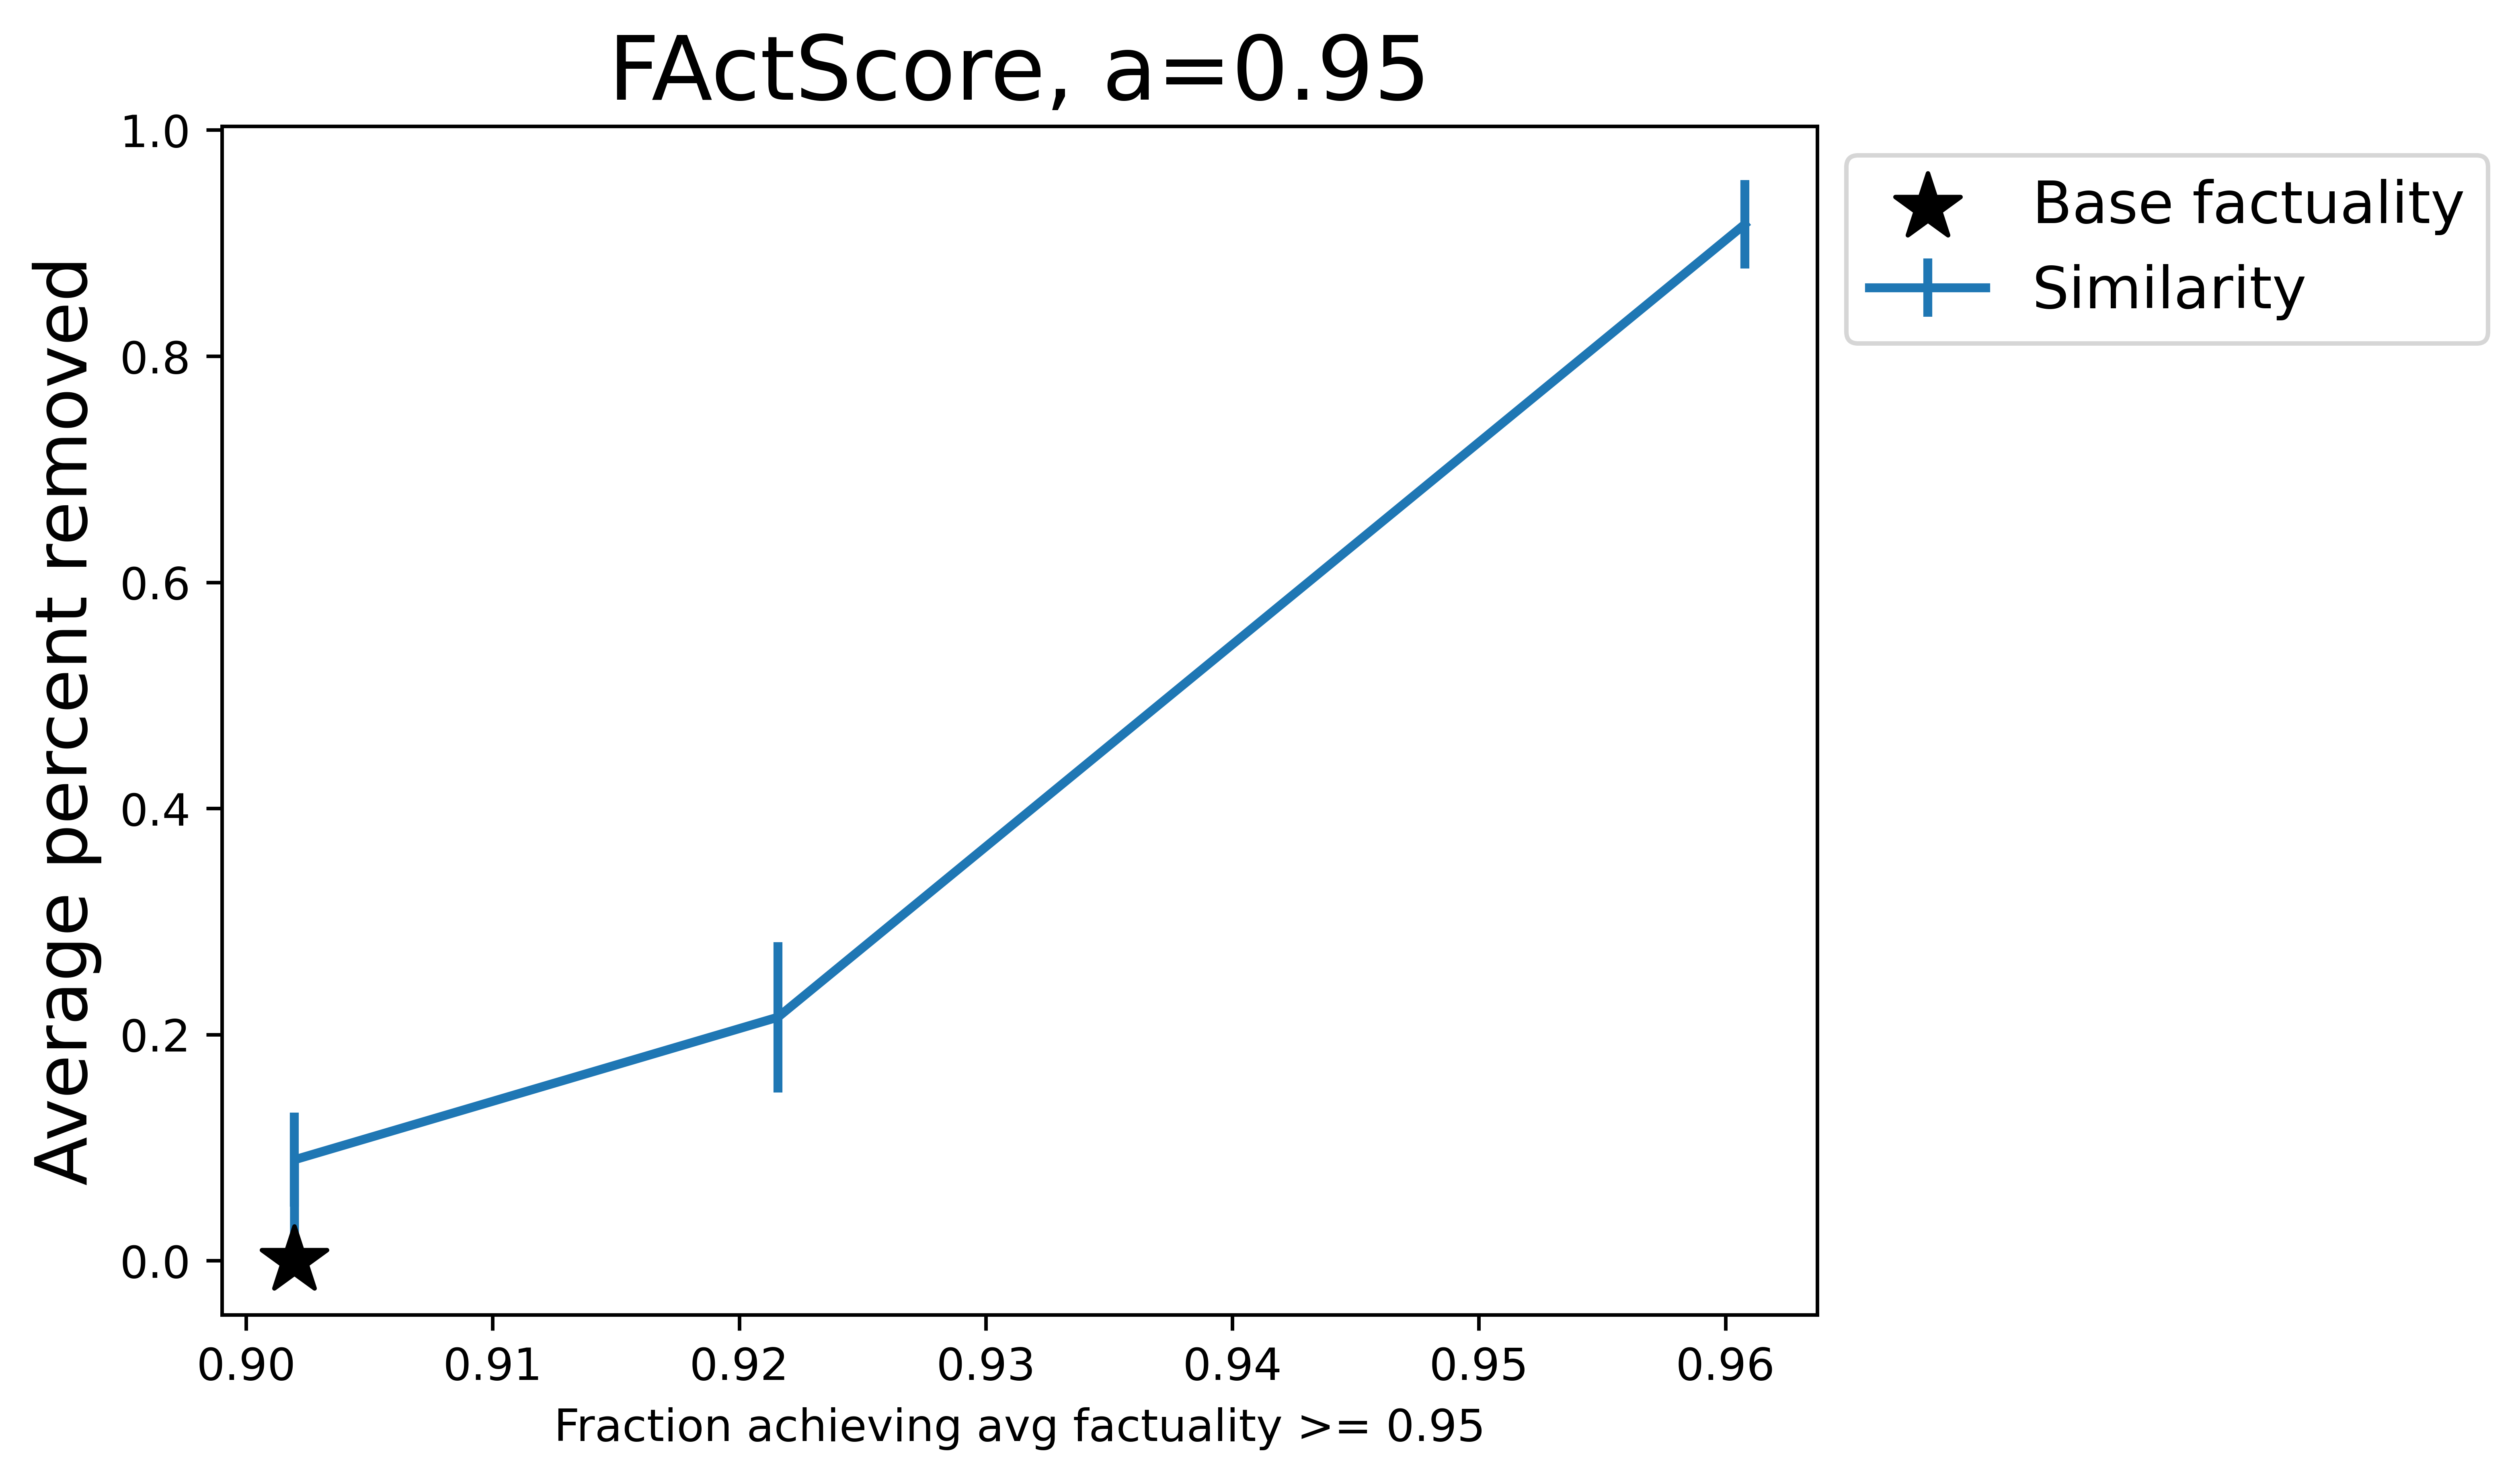 FActScore, a=0.95
Average percent removed
1.0
0.8
0.6
0.4
0.2
0.0
0.90 0.91 0.92 0.93 0.94 0.95 0.96
Fraction achieving avg factuality >= 0.95
Base factuality
Similarity